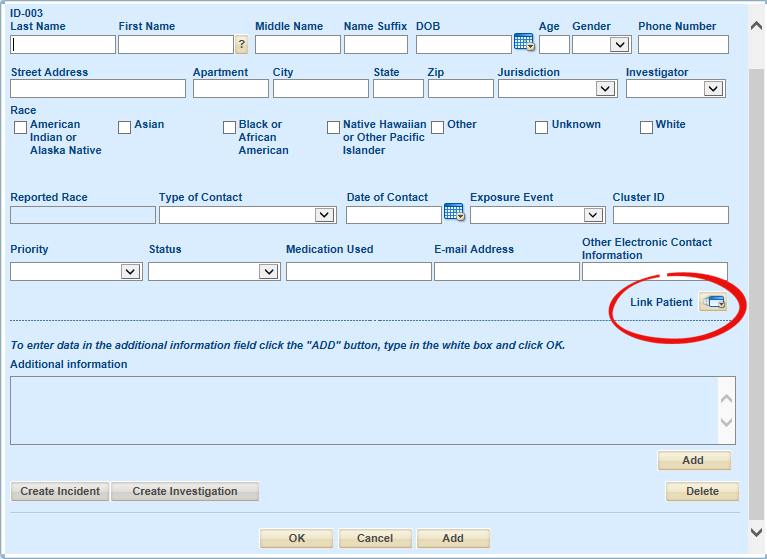 ID-003
Last Name First Name Middle Name Name Suffix DOB Age Gender Phone Number
?
Street Address Apartment City State Zip Jurisdiction Investigator
Race
American Indian or Alaska Native
Asian
Black or African American
Native Hawaiian or Other Pacific Islander
Other
Unknown
White
Reported Race Type of Contact Date of Contact Exposure Event Cluster ID
Priority Status Medication Used E-mail Address Other Electronic Contact Information
Link Patient
To enter data in the additional information field click the "ADD" button, type in the white box and click OK.
Additional information
Add
Create Incident Create Investigation Delete
OK Cancel Add